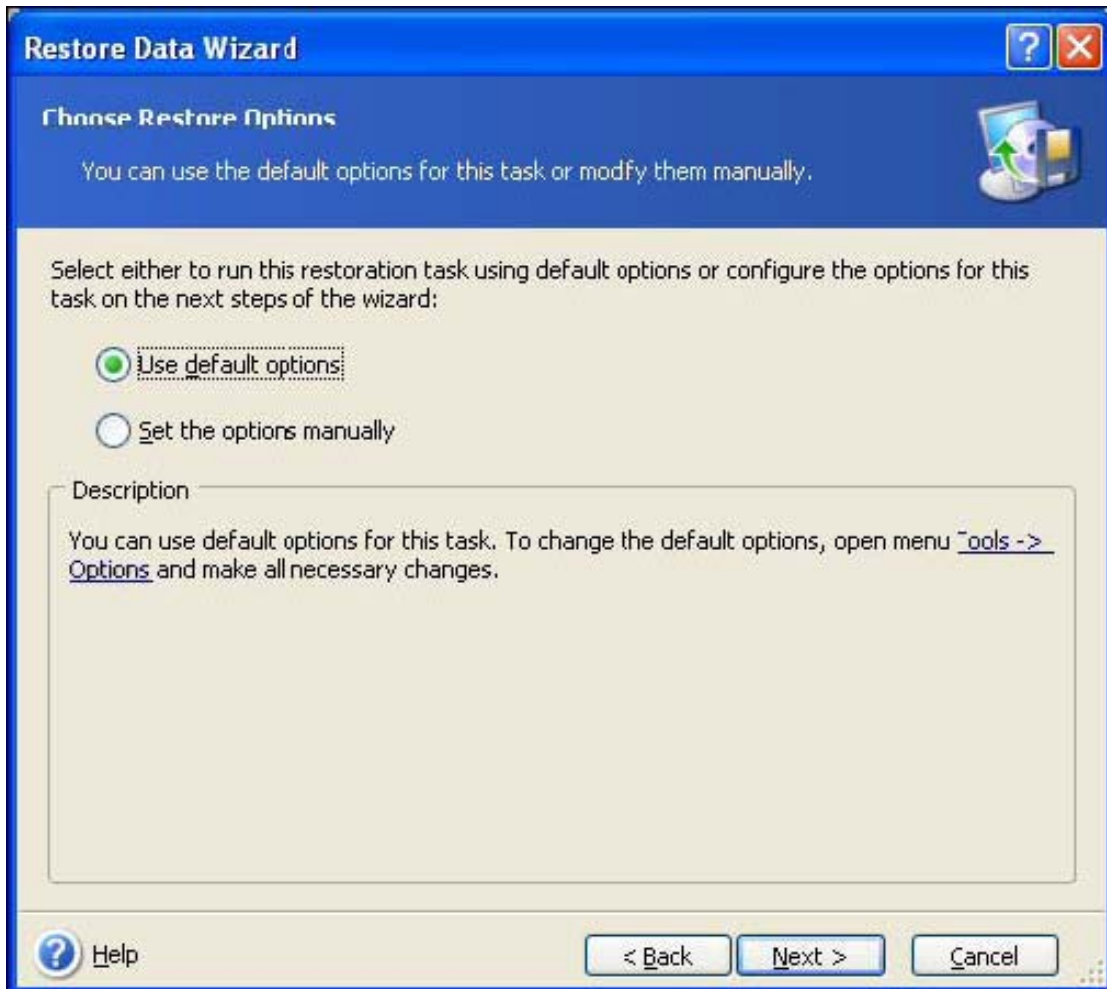 Restore Data Wizard
Choose Restore Options
You can use the default options for this task or modfy them manually.
Select either to run this restoration task using default options or configure the options for this
task on the next steps of the wizard:
Use default options
Set the options manually
Description
You can use default options for this task. To change the default options, open menu Tools ->
Options and make all necessary changes.
Help
< Back
Next >
Cancel